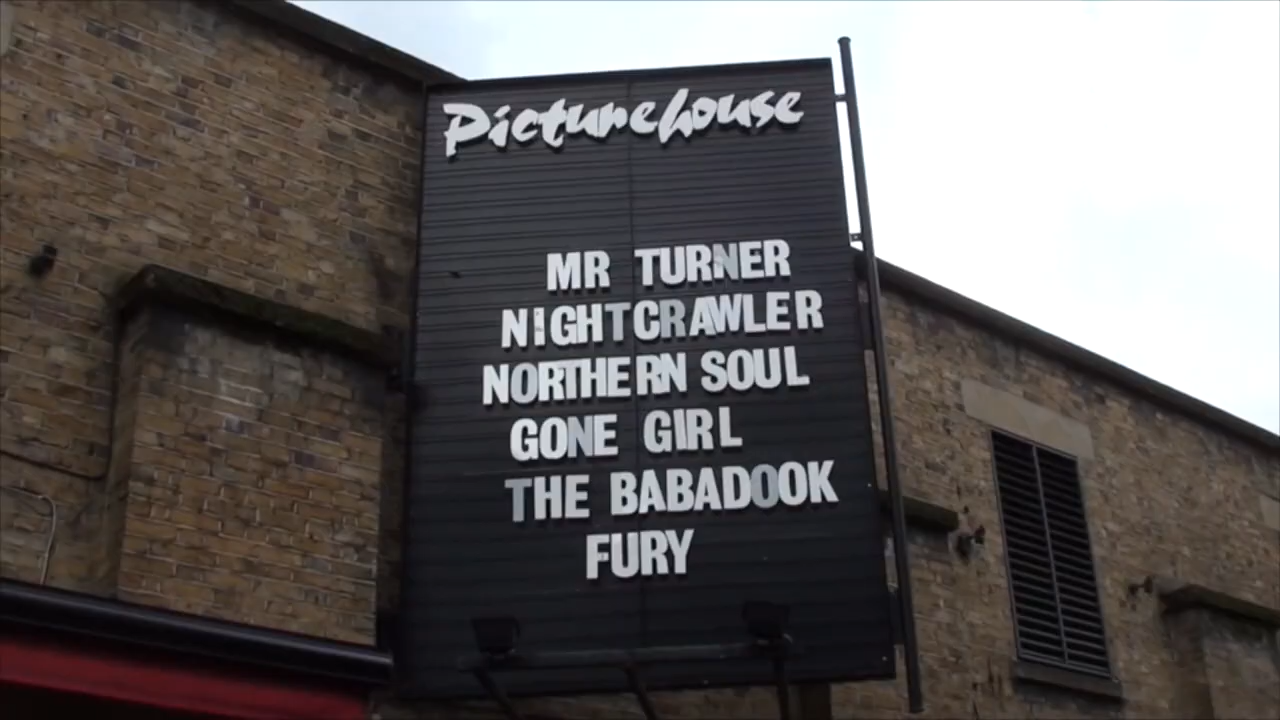 Picturehouse
MR TURNER
NIGHTCRAWLER
NORTHERN SOUL
GONE GIRL
THE BABADOOK
FURY